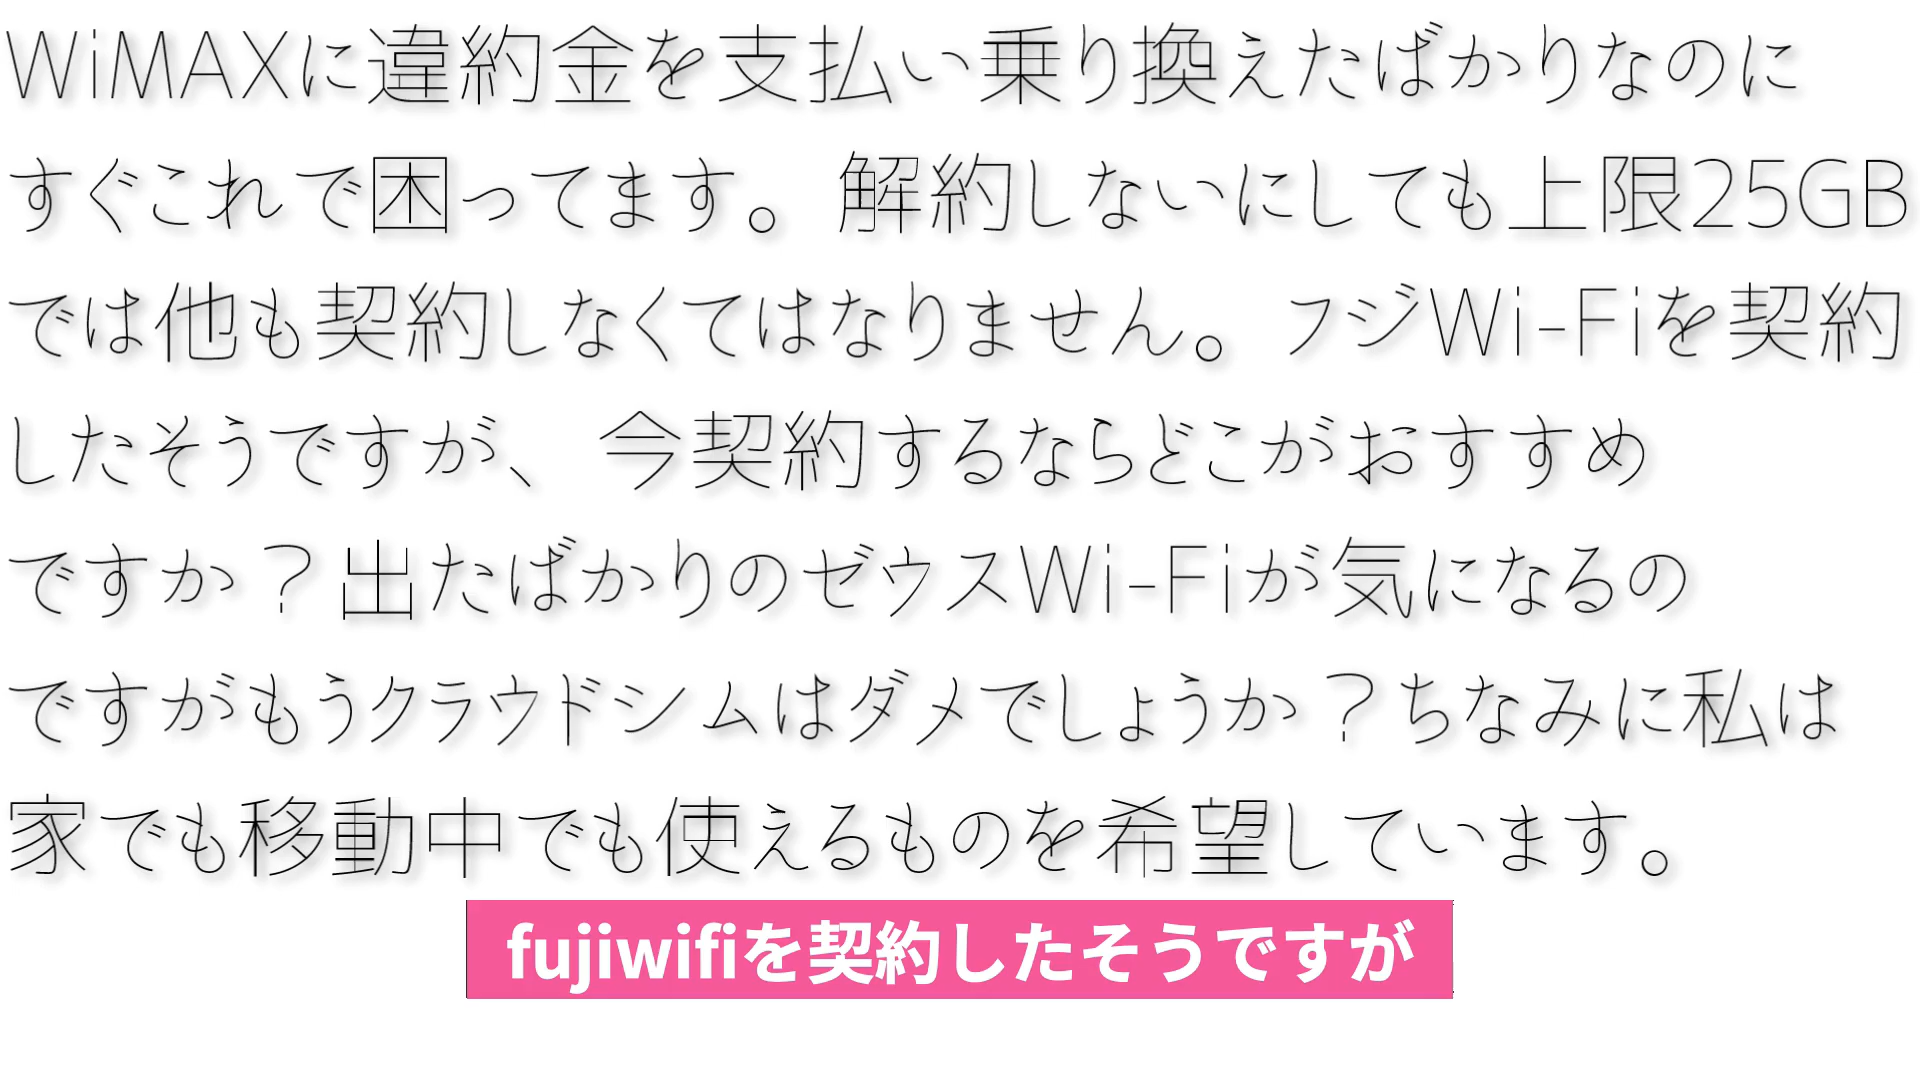 WiMAXに違約金を支払い乗り換えたばかりなのに
すぐこれで困ってます。解約しないにしても上限25GB
では他も契約しなくてはなりません。フジWi-Fiを契約
したそうですが、今契約するならどこがおすすめ
ですか？出たばかりのゼウスWi-Fiが気になるの
ですがもうクラウドシムはダメでしょうか？ちなみに私は
家でも移動中でも使えるものを希望しています。
fujiwifiを契約したそうですが